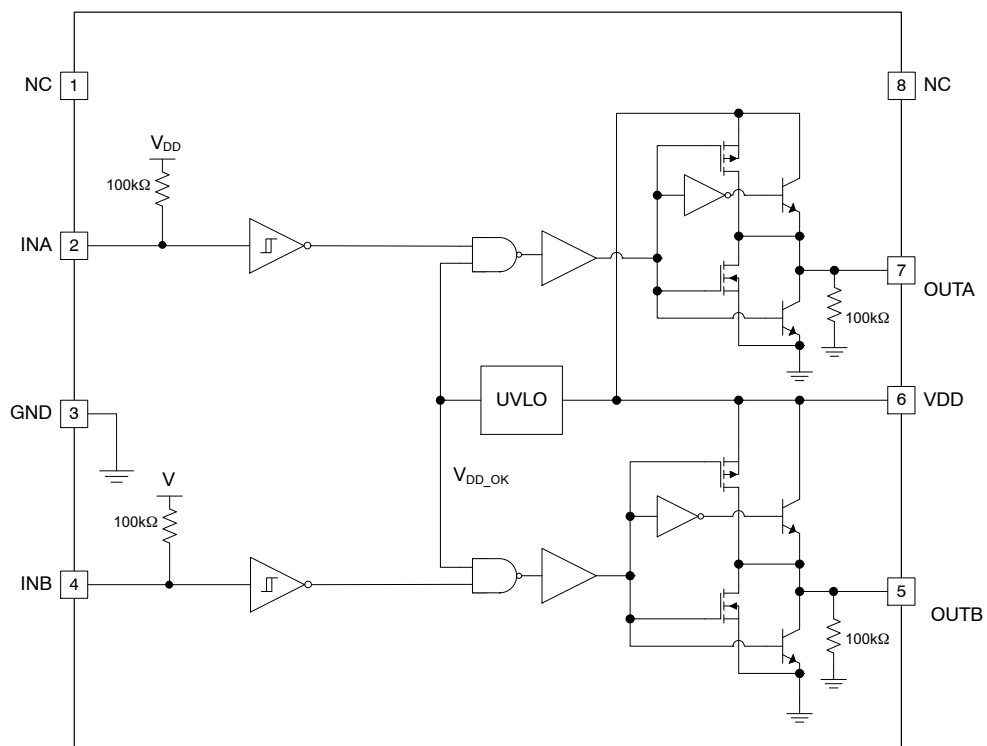 NC 1
8 NC
VDD
100kΩ
INA 2
7
OUTA
100kΩ
GND 3
UVLO
6 VDD
VDD_OK
V
100kΩ
INB 4
5
OUTB
100kΩ